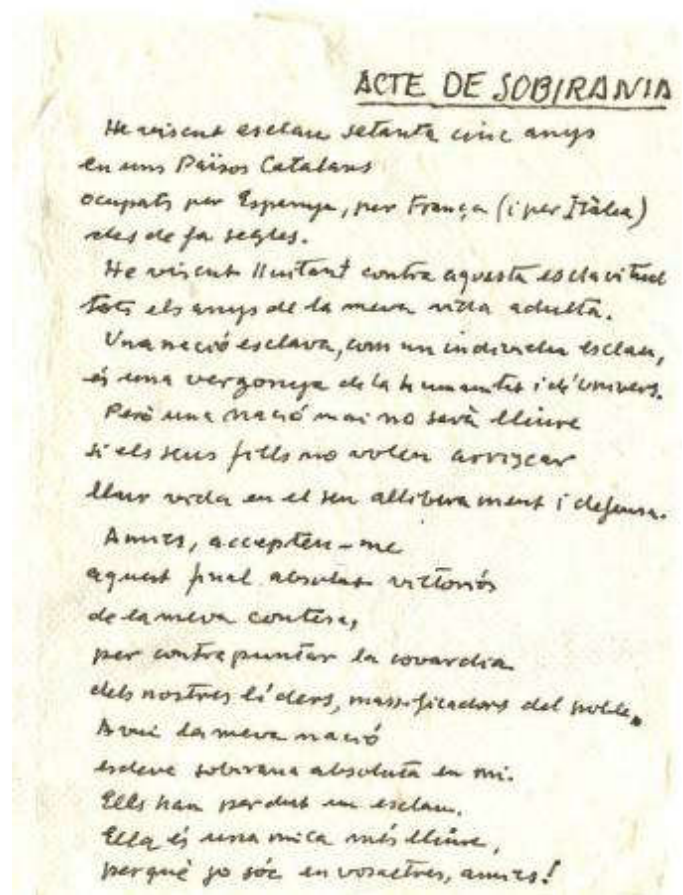 ACTE DE SOBIRANIA
He viscut esclau setanta cinc anys
en uns Països Catalans
ocupats per Espanya, per França (i per Itàlia)
des de fa segles.
He viscut lluitant contra aquesta esclavitud
tots els anys de la meva vida adulta.
Una nació esclava, com un individu esclau,
és una vergonya de la humanitat i de l'univers.
Però una nació mai no serà lliure
si els seus fills no volen arriscar
llur vida en el seu alliberament i defensa.
Amics, accepteu-me
aquest final absolut victoriós
de la meva contesa,
per contrapuntar la covardia
dels nostres líders, massificadors del poble.
Avui la meva nació
esdevé sobirana absoluta en mi.
Ells han perdut un esclau.
Ella és una mica més lliure,
perquè jo sóc en vosaltres, amics!